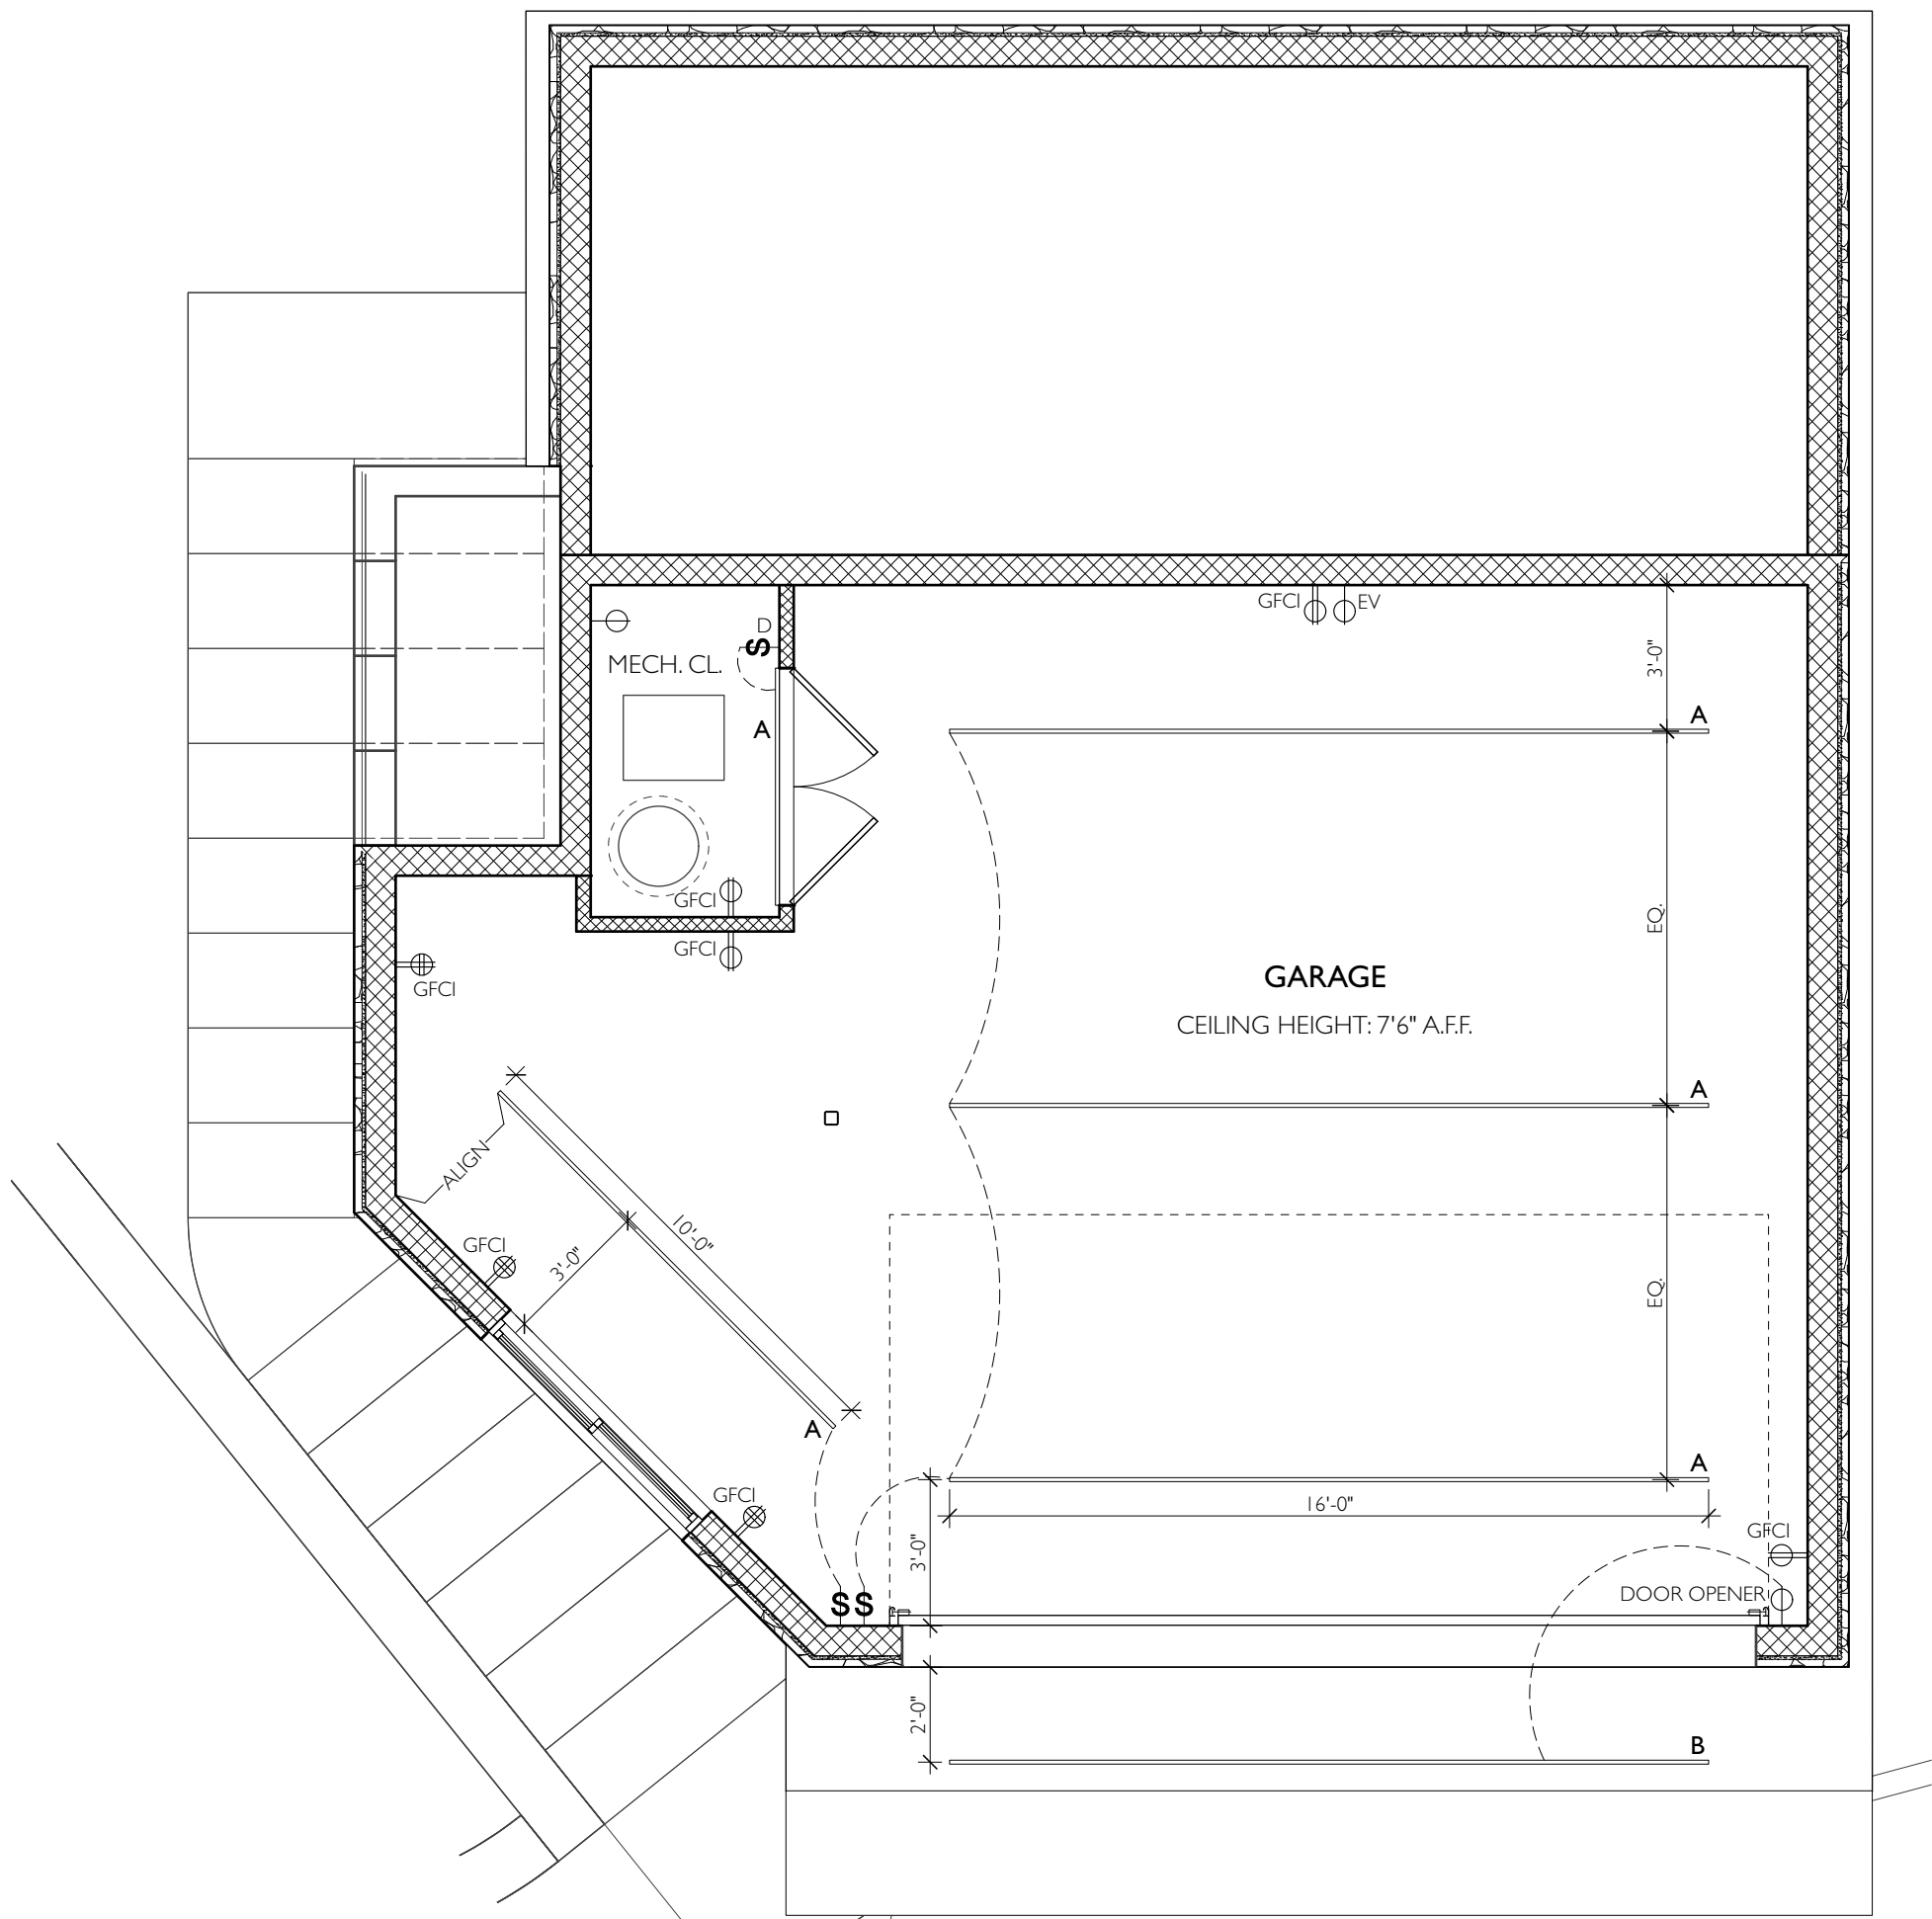 GFCI
EV
D
S
3'-0"
MECH. CL.
A
A
GFCI
EQ.
GFCI
GARAGE
GFCI
CEILING HEIGHT: 7'6" A.F.F.
A
ALIGN
10'-0"
GFCI
3'-0"
EQ.
A
A
GFCI
16'-0"
3'-0"
GFCI
DOOR OPENER
SS
2'-0"
B